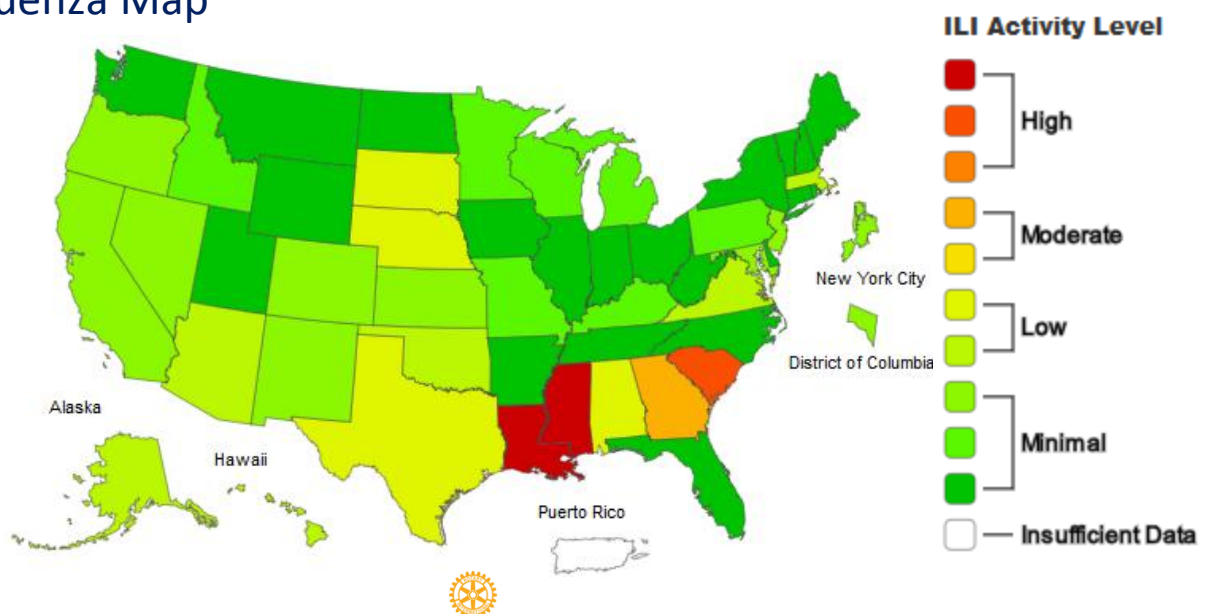 Map
ILI Activity Level
High
Moderate
New York City
Low
District of Columbia
Alaska
Hawaii
Minimal
Puerto Rico
Insufficient Data